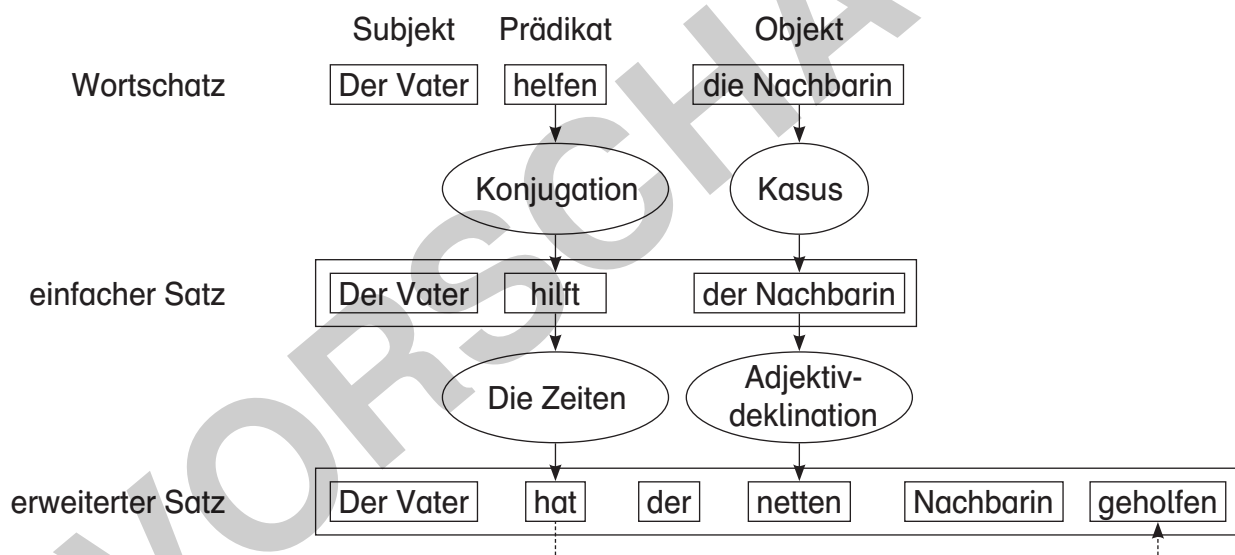 Subjekt Prädikat Objekt
Wortschatz Der Vater helfen die Nachbarin
Konjugation Kasus
einfacher Satz Der Vater hilft der Nachbarin
Die Zeiten Adjektiv-
deklination
erweiterter Satz Der Vater hat der netten Nachbarin geholfen
VORSCHA